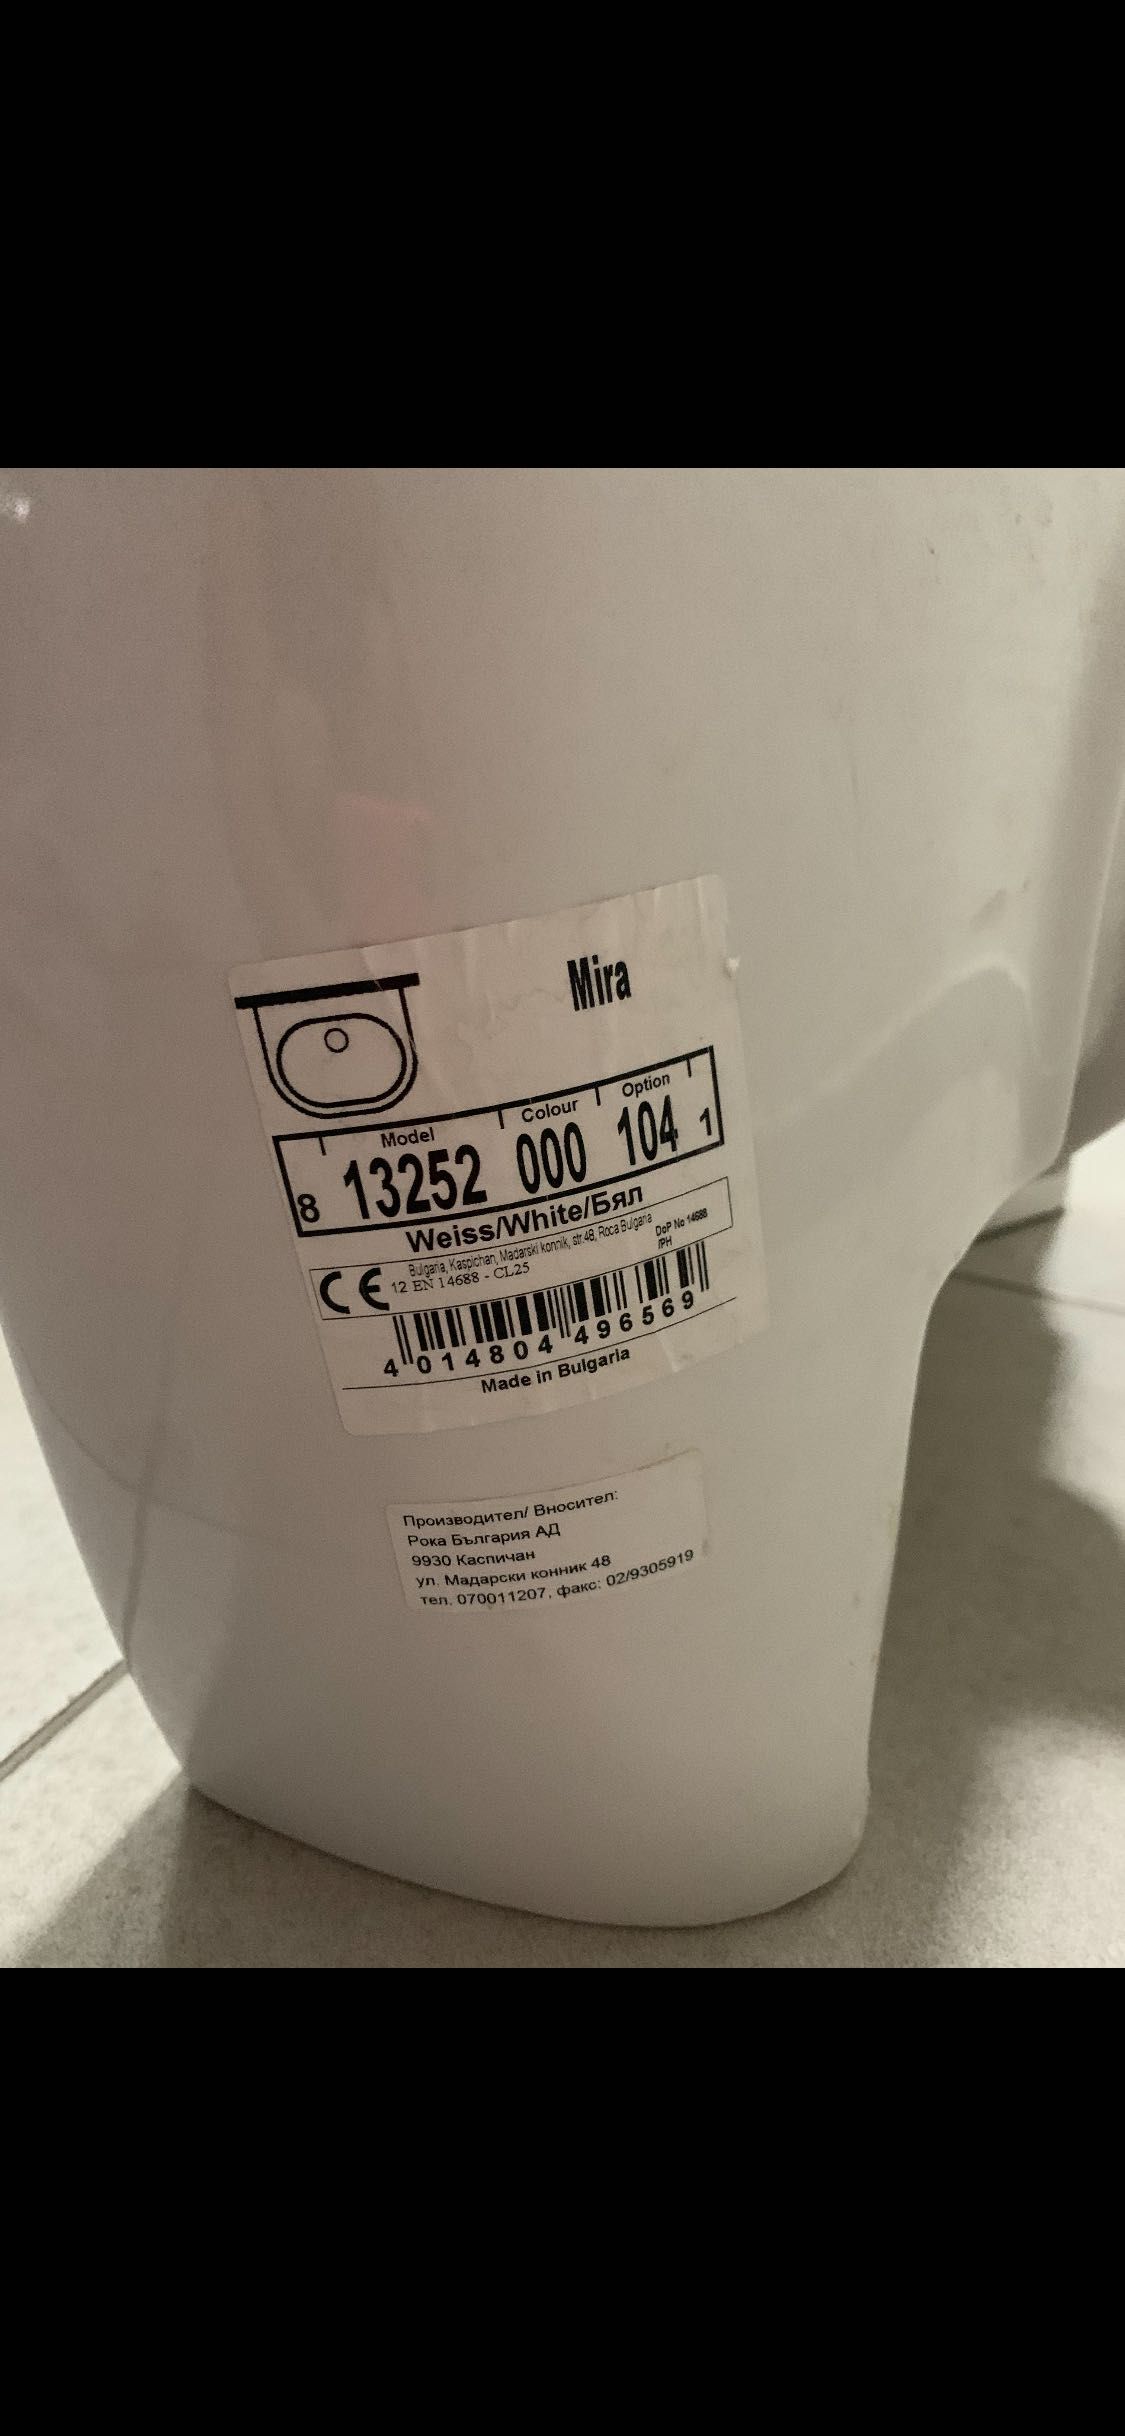 Mira
Model Colour Option
8 13252 000 104 1
Weiss/White/Бял
CE Bulgaria, Kaspichan, Madarski konnik, str.48, Roca Bulgaria
12 EN 14688 - CL25
DoP No 14688
/PH
4 014804 496569
Made in Bulgaria
Производител/ Вносител:
Рока България АД
9930 Каспичан
ул. Мадарски конник 48
тел. 070011207, факс: 02/9305919